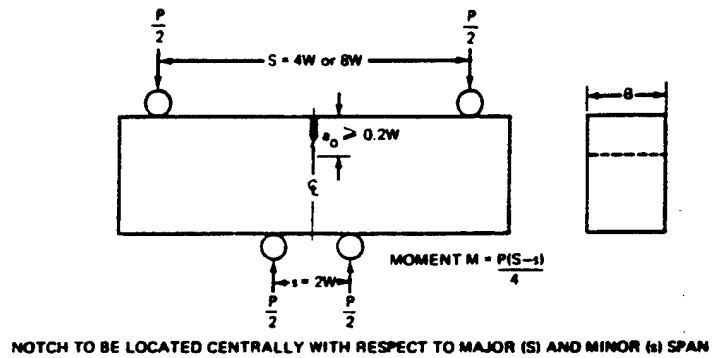 P/2 P/2
S = 4W or 8W
B
a₀ ⩾ 0.2W
℄
MOMENT M = P(S-s)/4
s = 2W
P/2 P/2
NOTCH TO BE LOCATED CENTRALLY WITH RESPECT TO MAJOR (S) AND MINOR (s) SPAN